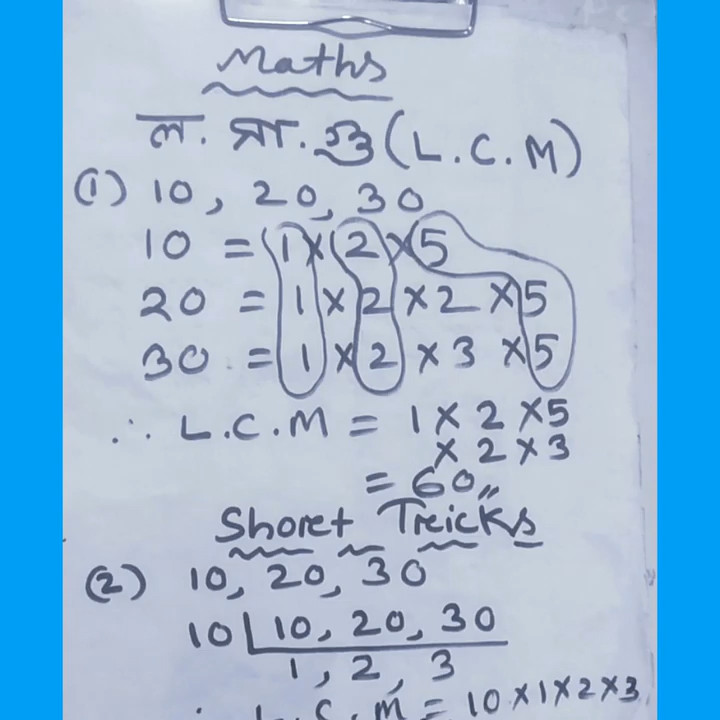 Maths
ল. সা. গু (L.C.M)
(1) 10, 20, 30
10 = 1 × 2 × 5
20 = 1 × 2 × 2 × 5
30 = 1 × 2 × 3 × 5
∴ L.C.M = 1 × 2 × 5
× 2 × 3
= 60,,
Shoret Treicks
(2) 10, 20, 30
10 | 10, 20, 30
1, 2, 3
∴ L.C.M = 10 × 1 × 2 × 3